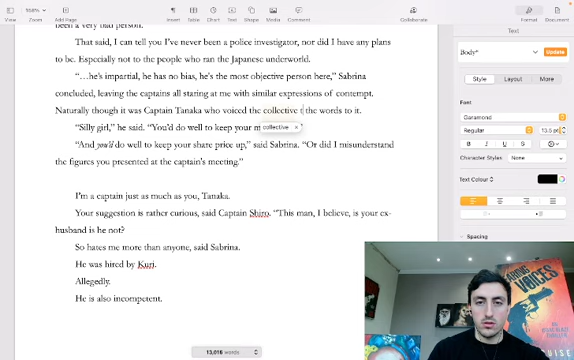 108%
View Zoom Add Page Insert Table Chart Text Shape Media Comment Collaborate Format Document
been a very bad person.
That said, I can tell you I've never been a police investigator, nor did I have any plans
to be. Especially not to the people who ran the Japanese underworld.
"…he's impartial, he has no bias, he's the most objective person here," Sabrina
concluded, leaving the captains all staring at me with similar expressions of contempt.
Naturally though it was Captain Tanaka who voiced the collective t the words to it.
"Silly girl," he said. "You'd do well to keep your m
collective ×
"And you'd do well to keep your share price up," said Sabrina. "Or did I misunderstand
the figures you presented at the captain's meeting."
I'm a captain just as much as you, Tanaka.
Your suggestion is rather curious, said Captain Shiro. "This man, I believe, is your ex-
husband is he not?
So hates me more than anyone, said Sabrina.
He was hired by Kuri.
Allegedly.
He is also incompetent.
13,016 words
Text
Body*
Update
Style Layout More
Font
Garamond
Regular 13.5 pt
B I U S
Character Styles None
Text Colour
Spacing
VOICES